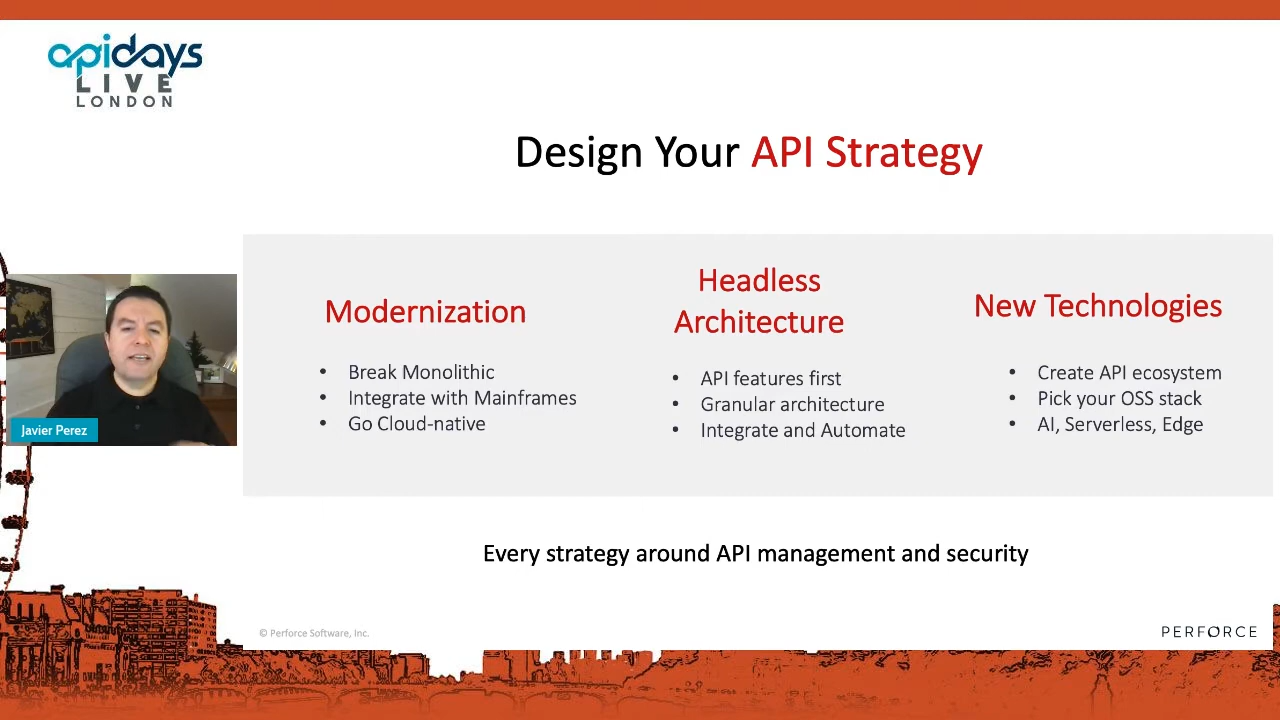 apidays
LIVE
LONDON
Design Your API Strategy
Modernization
• Break Monolithic
• Integrate with Mainframes
• Go Cloud-native
Headless
Architecture
• API features first
• Granular architecture
• Integrate and Automate
New Technologies
• Create API ecosystem
• Pick your OSS stack
• AI, Serverless, Edge
Javier Perez
Every strategy around API management and security
© Perforce Software, Inc.
PERFORCE